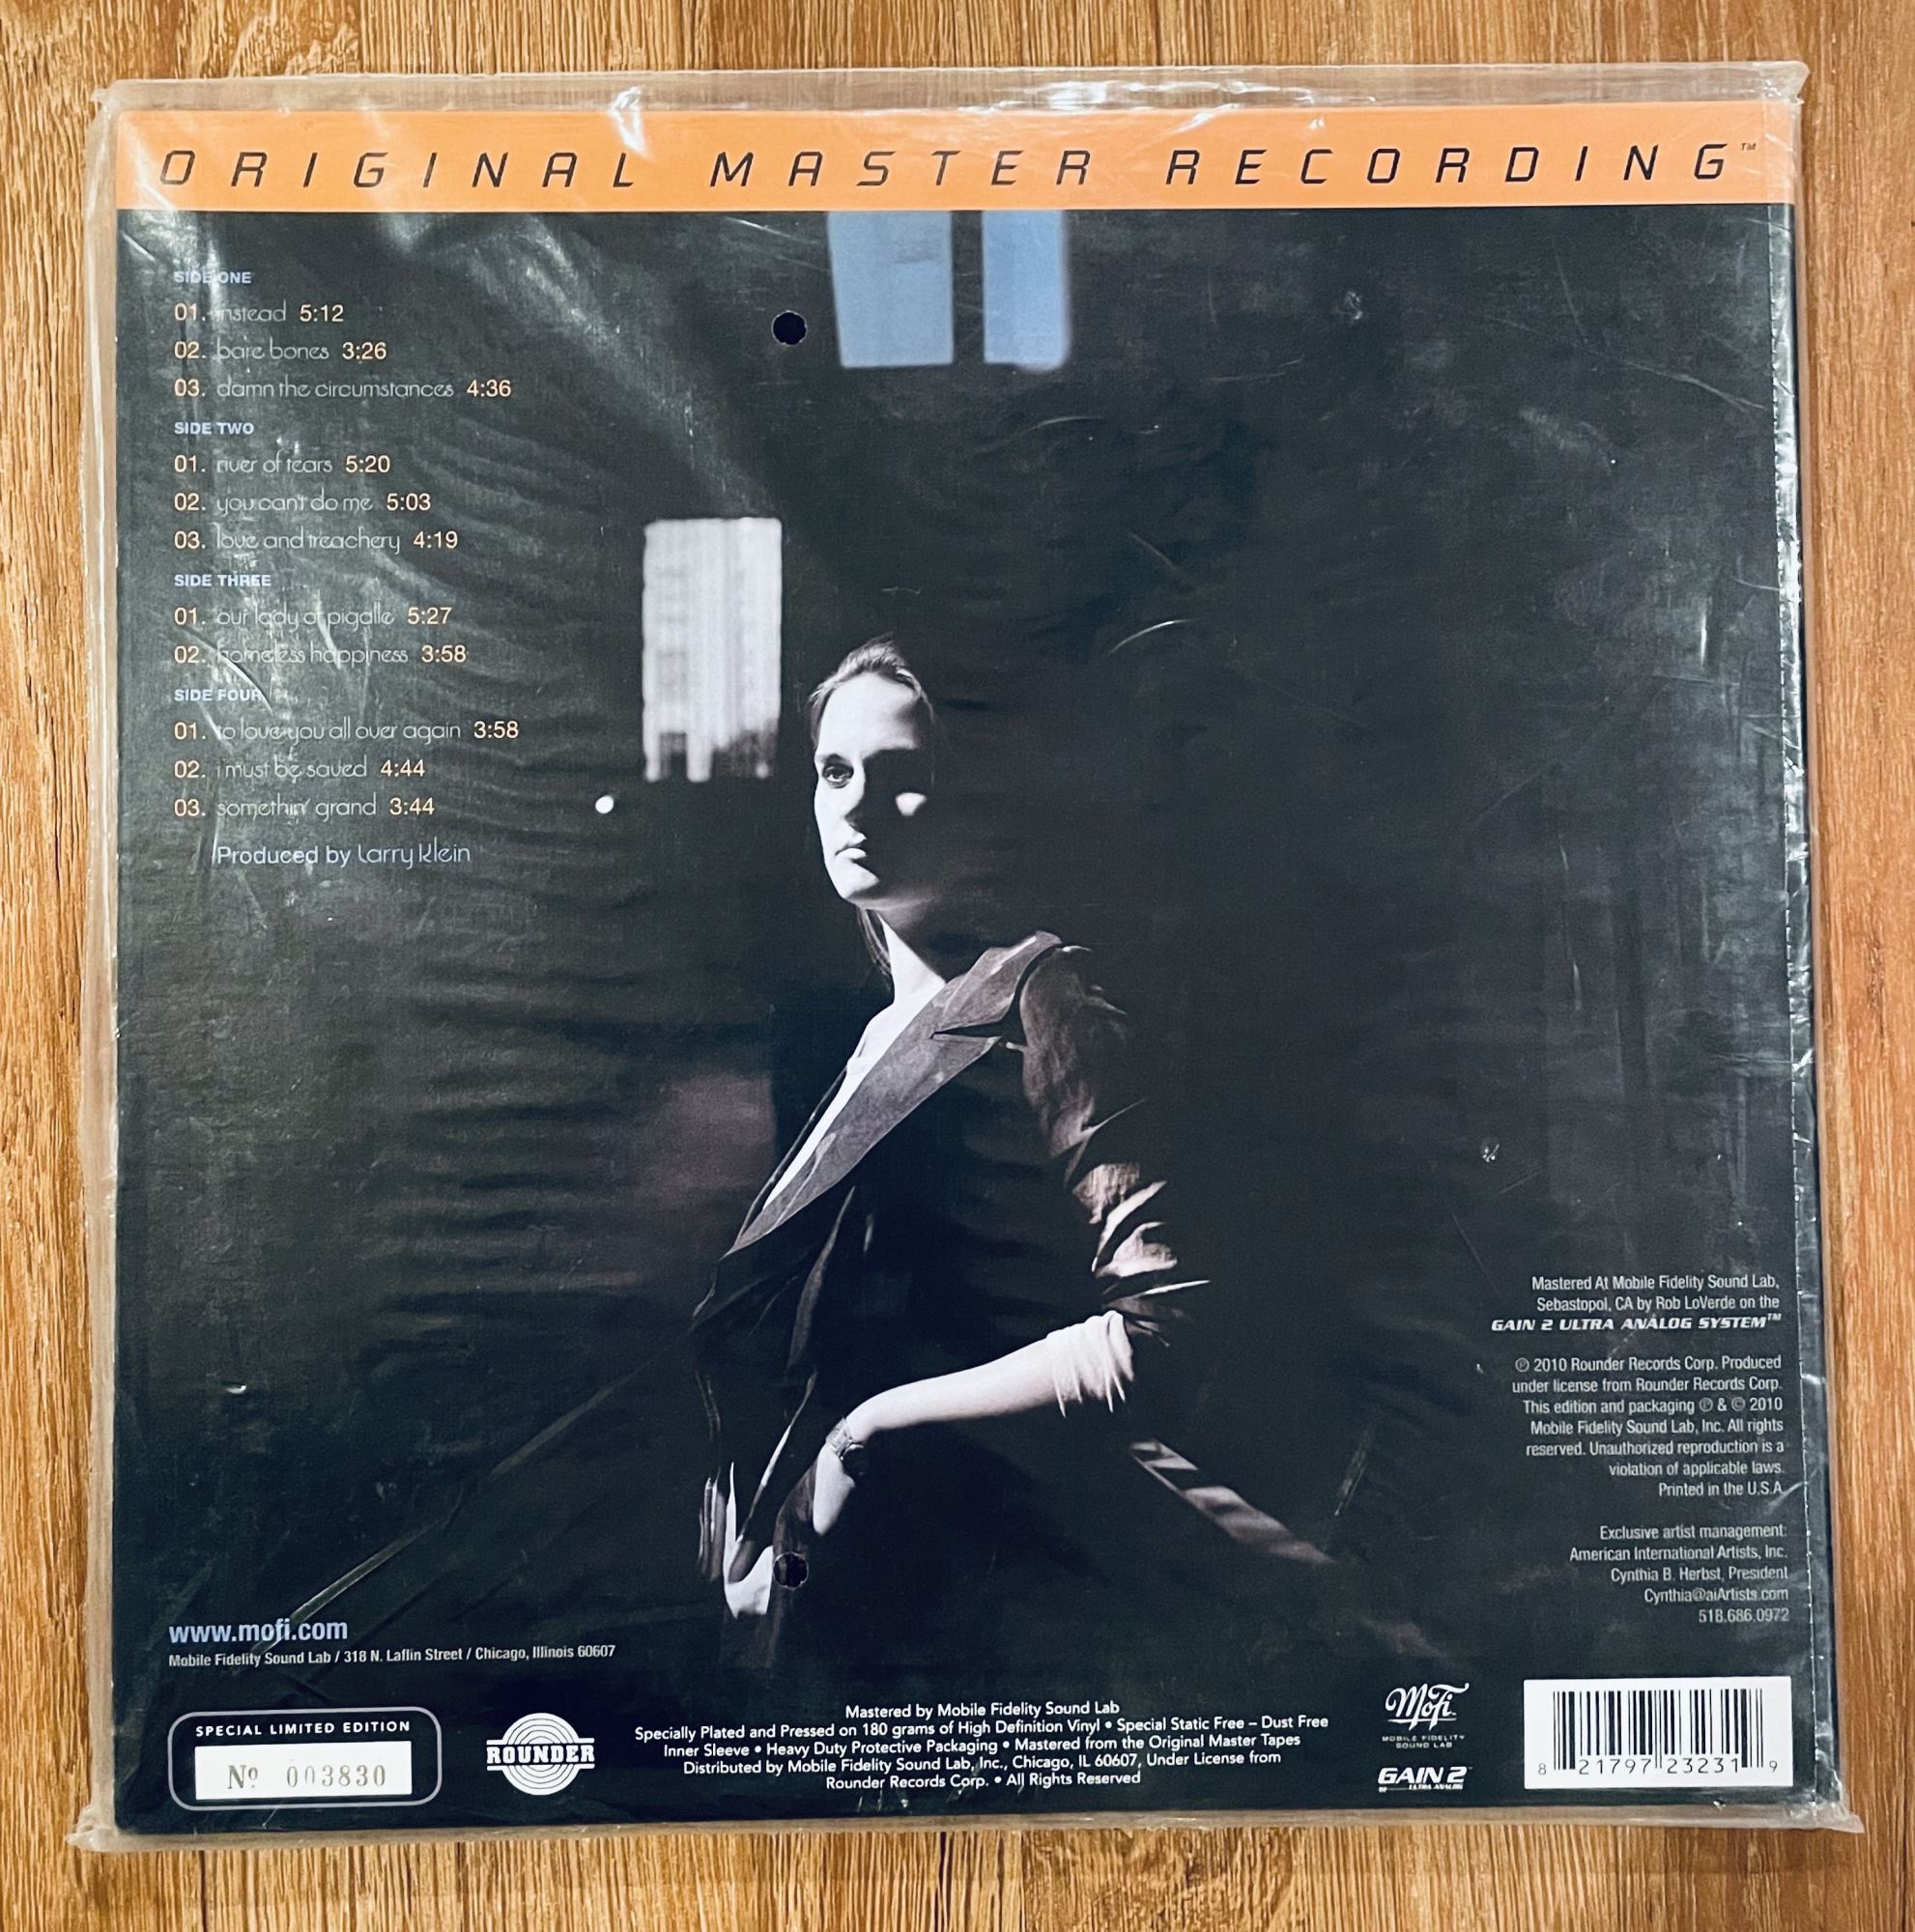 ORIGINAL MASTER RECORDING™
SIDE ONE
01. instead 5:12
02. bare bones 3:26
03. damn the circumstances 4:36
SIDE TWO
01. river of tears 5:20
02. you can't do me 5:03
03. love and treachery 4:19
SIDE THREE
01. our lady of pigalle 5:27
02. homeless happiness 3:58
SIDE FOUR
01. to love you all over again 3:58
02. i must be saved 4:44
03. somethin' grand 3:44
Produced by Larry Klein
Mastered At Mobile Fidelity Sound Lab,
Sebastopol, CA by Rob LoVerde on the
GAIN 2 ULTRA ANALOG SYSTEM™
℗ 2010 Rounder Records Corp. Produced
under license from Rounder Records Corp.
This edition and packaging ℗ & © 2010
Mobile Fidelity Sound Lab, Inc. All rights
reserved. Unauthorized reproduction is a
violation of applicable laws.
Printed in the U.S.A.
Exclusive artist management:
American International Artists, Inc.
Cynthia B. Herbst, President
Cynthia@aiArtists.com
518.686.0972
www.mofi.com
Mobile Fidelity Sound Lab / 318 N. Laflin Street / Chicago, Illinois 60607
SPECIAL LIMITED EDITION
Nº 003830
ROUNDER
Mastered by Mobile Fidelity Sound Lab
Specially Plated and Pressed on 180 grams of High Definition Vinyl • Special Static Free – Dust Free
Inner Sleeve • Heavy Duty Protective Packaging • Mastered from the Original Master Tapes
Distributed by Mobile Fidelity Sound Lab, Inc., Chicago, IL 60607, Under License from
Rounder Records Corp. • All Rights Reserved
MoFi
MOBILE FIDELITY
SOUND LAB
GAIN 2™
ULTRA ANALOG
8 21797 23231 9